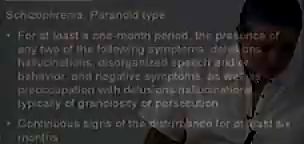 Schizophrenia, Paranoid type
• For at least a one-month period, the presence of
any two of the following symptoms, delusions
hallucinations, disorganized speech and or
behavior, and negative symptoms, as well as
preoccupation with delusions/hallucinations
typically of grandiosity or persecution
• Continuous signs of the disturbance for at least six
months